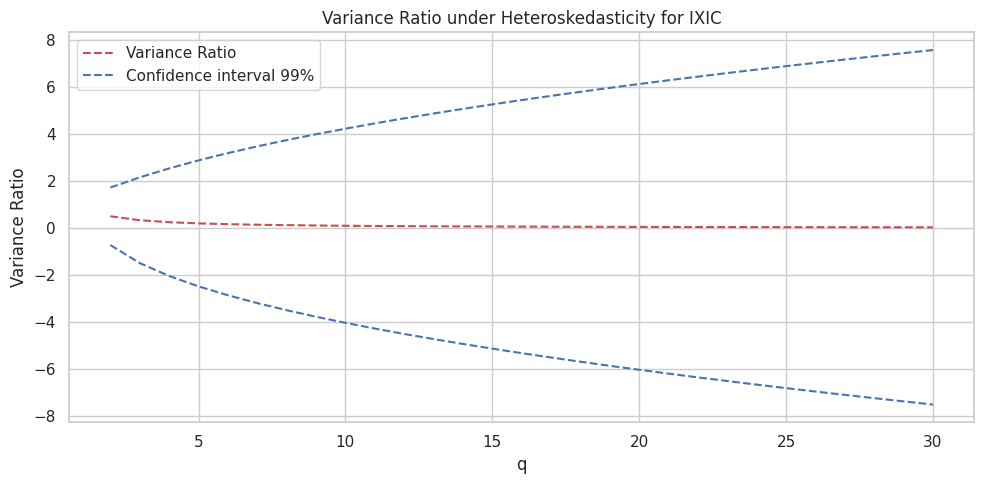 Variance Ratio under Heteroskedasticity for IXIC
Variance Ratio
Confidence interval 99%
Variance Ratio
8
6
4
2
0
−2
−4
−6
−8
5 10 15 20 25 30
q